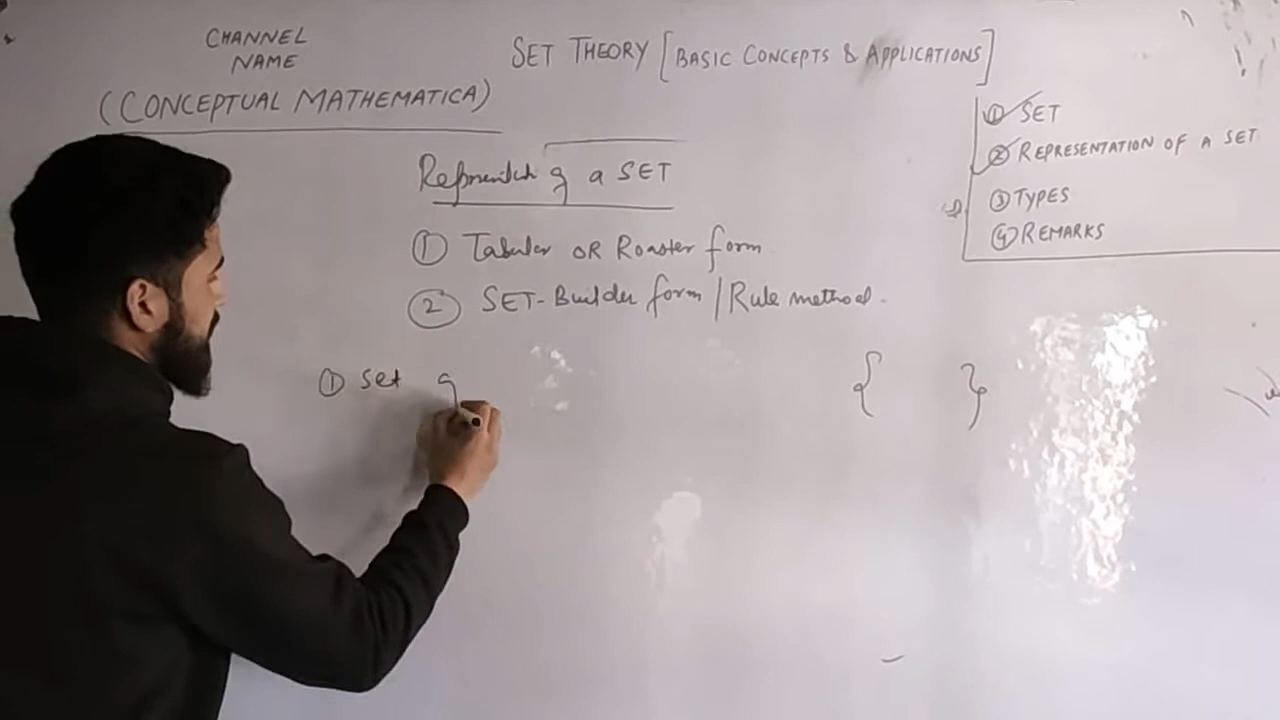 CHANNEL
NAME
(CONCEPTUAL MATHEMATICA)
SET THEORY [BASIC CONCEPTS & APPLICATIONS]
① SET
② REPRESENTATION OF A SET
③ TYPES
④ REMARKS
of a SET
① Tabular OR Roaster form
② SET-Builder form / Rule method.
① Set of
{ }